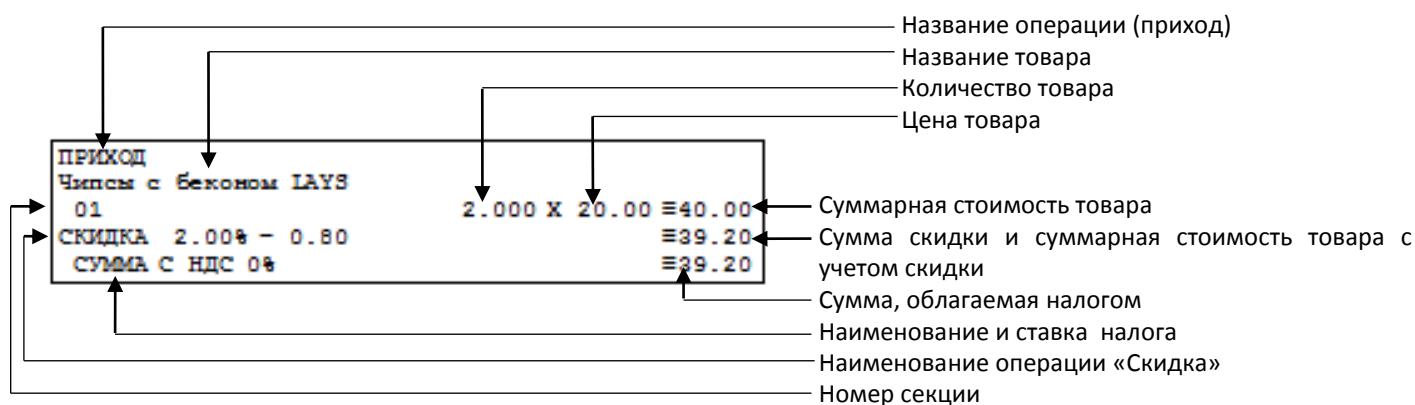 Название операции (приход)
Название товара
Количество товара
Цена товара
ПРИХОД
Чипсы с беконом LAYS
01 2.000 X 20.00 ≡40.00
СКИДКА 2.00% - 0.80 ≡39.20
СУММА С НДС 0% ≡39.20
Суммарная стоимость товара
Сумма скидки и суммарная стоимость товара с
учетом скидки
Сумма, облагаемая налогом
Наименование и ставка налога
Наименование операции «Скидка»
Номер секции